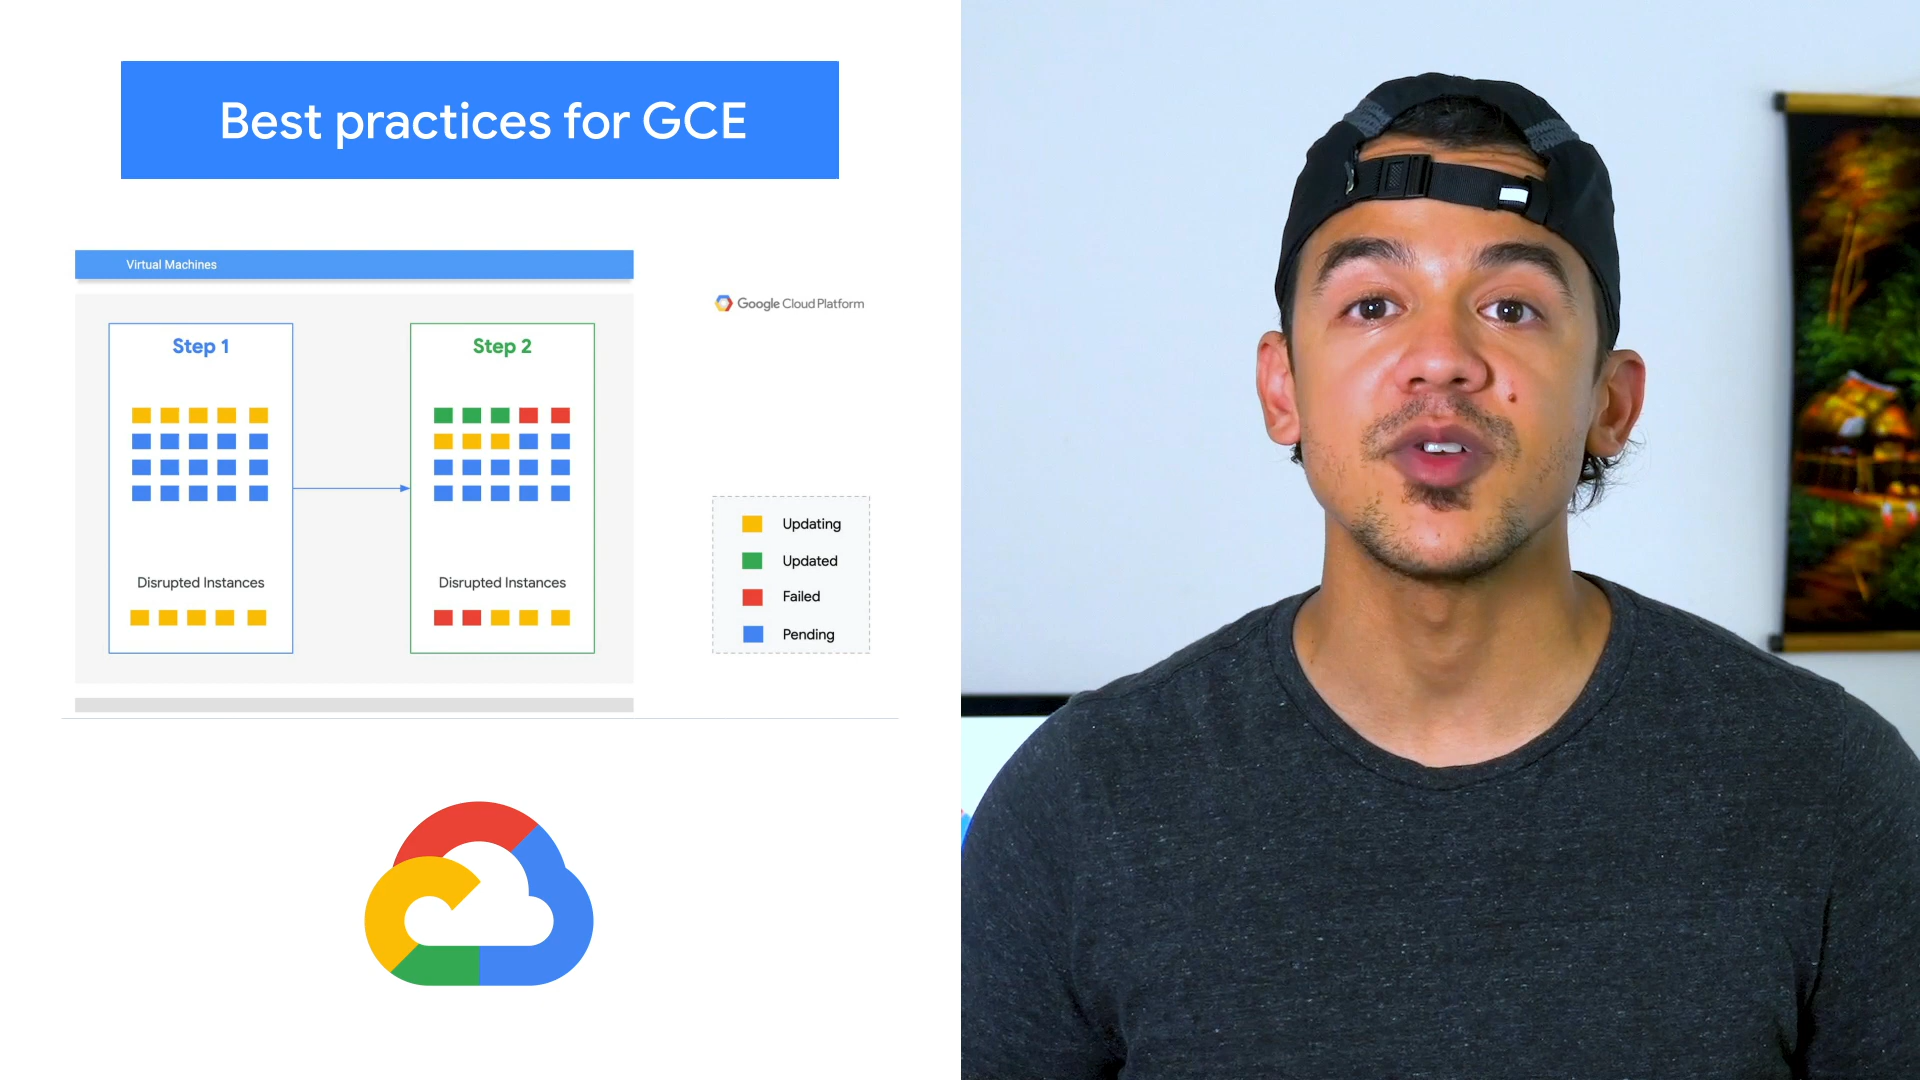 Best practices for GCE
Virtual Machines
Google Cloud Platform
Step 1
Step 2
Disrupted Instances
Disrupted Instances
Updating
Updated
Failed
Pending